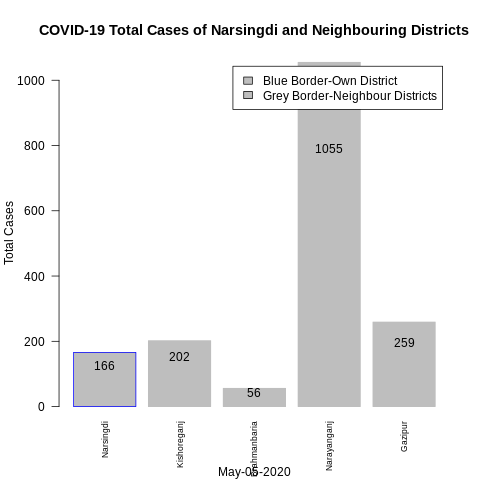 COVID-19 Total Cases of Narsingdi and Neighbouring Districts
Blue Border-Own District
Grey Border-Neighbour Districts
Total Cases
1000
800
600
400
200
0
166
202
56
1055
259
Narsingdi
Kishoreganj
Brahmanbaria
Narayanganj
Gazipur
May-05-2020